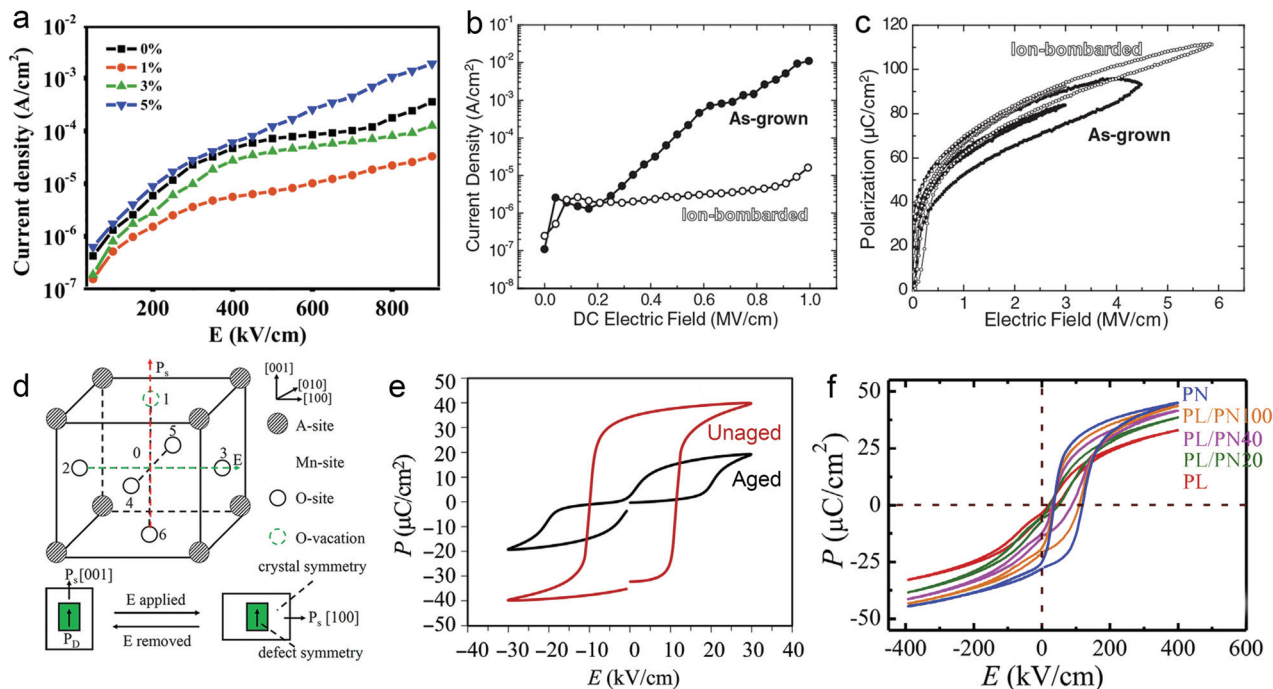 a
10⁻²
10⁻³
10⁻⁴
10⁻⁵
10⁻⁶
10⁻⁷
Current density (A/cm²)
0%
1%
3%
5%
200 400 600 800
E (kV/cm)
b
10⁻¹
10⁻²
10⁻³
10⁻⁴
10⁻⁵
10⁻⁶
10⁻⁷
10⁻⁸
Current Density (A/cm²)
As-grown
Ion-bombarded
0.0 0.2 0.4 0.6 0.8 1.0
DC Electric Field (MV/cm)
c
120
100
80
60
40
20
0
Polarization (µC/cm²)
Ion-bombarded
As-grown
0 1 2 3 4 5 6
Electric Field (MV/cm)
d
Pₛ
[001]
[010]
[100]
1
5
0
2
3
E
4
6
A-site
Mn-site
O-site
O-vacation
crystal symmetry
Pₛ[001]
E applied
E removed
P_D
Pₛ [100]
defect symmetry
e
50
40
30
20
10
0
−10
−20
−30
−40
−50
P (µC/cm²)
Unaged
Aged
−40 −30 −20 −10 0 10 20 30 40
E (kV/cm)
f
50
25
0
-25
-50
P (µC/cm²)
PN
PL/PN100
PL/PN40
PL/PN20
PL
-400 -200 0 200 400 600
E (kV/cm)